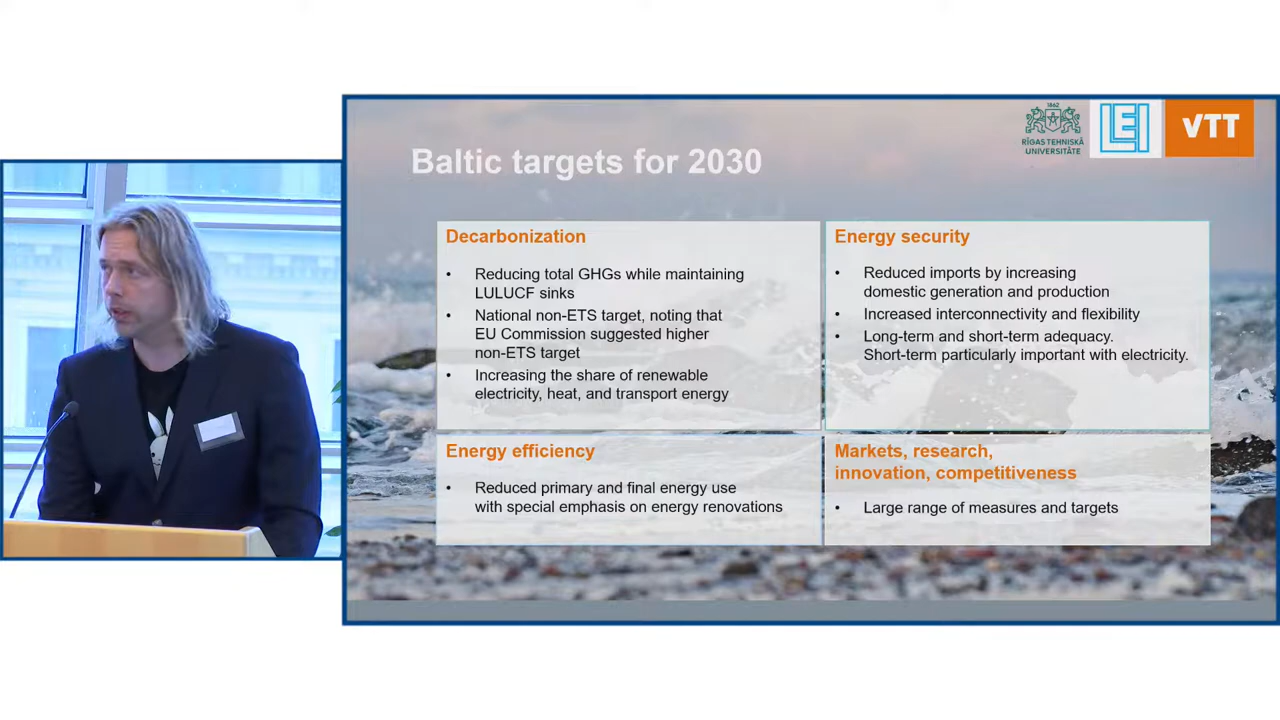 1862
RĪGAS TEHNISKĀ
UNIVERSITĀTE
LEI
VTT
Baltic targets for 2030
Decarbonization
• Reducing total GHGs while maintaining
LULUCF sinks
• National non-ETS target, noting that
EU Commission suggested higher
non-ETS target
• Increasing the share of renewable
electricity, heat, and transport energy
Energy security
• Reduced imports by increasing
domestic generation and production
• Increased interconnectivity and flexibility
• Long-term and short-term adequacy.
Short-term particularly important with electricity.
Energy efficiency
• Reduced primary and final energy use
with special emphasis on energy renovations
Markets, research,
innovation, competitiveness
• Large range of measures and targets